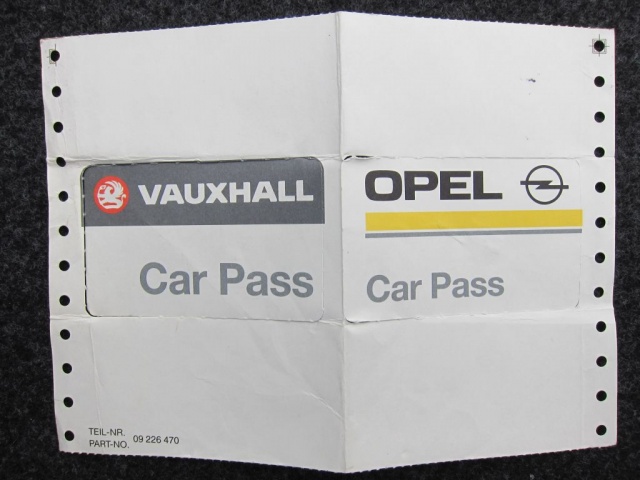 VAUXHALL
Car Pass
OPEL
Car Pass
TEIL-NR.
PART-NO. 09 226 470